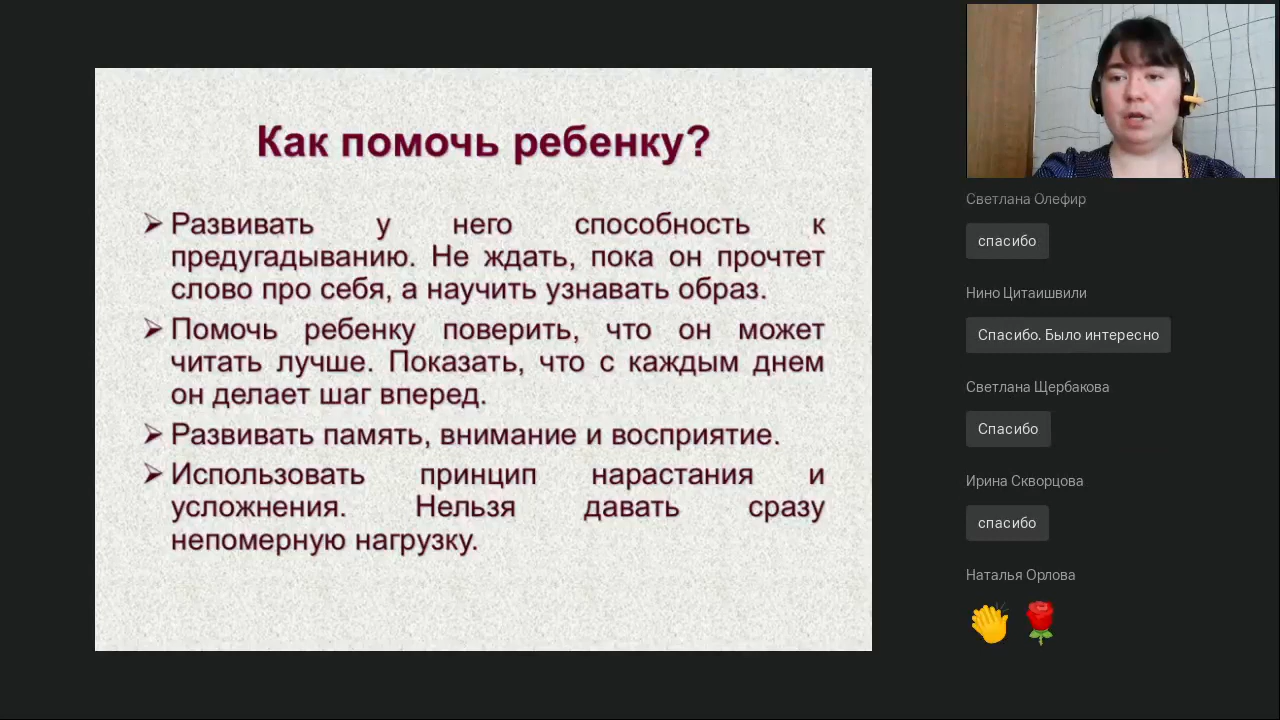 Как помочь ребенку?
Развивать у него способность к
предугадыванию. Не ждать, пока он прочтет
слово про себя, а научить узнавать образ.
Помочь ребенку поверить, что он может
читать лучше. Показать, что с каждым днем
он делает шаг вперед.
Развивать память, внимание и восприятие.
Использовать принцип нарастания и
усложнения. Нельзя давать сразу
непомерную нагрузку.
Светлана Олефир
спасибо
Нино Цитаишвили
Спасибо. Было интересно
Светлана Щербакова
Спасибо
Ирина Скворцова
спасибо
Наталья Орлова